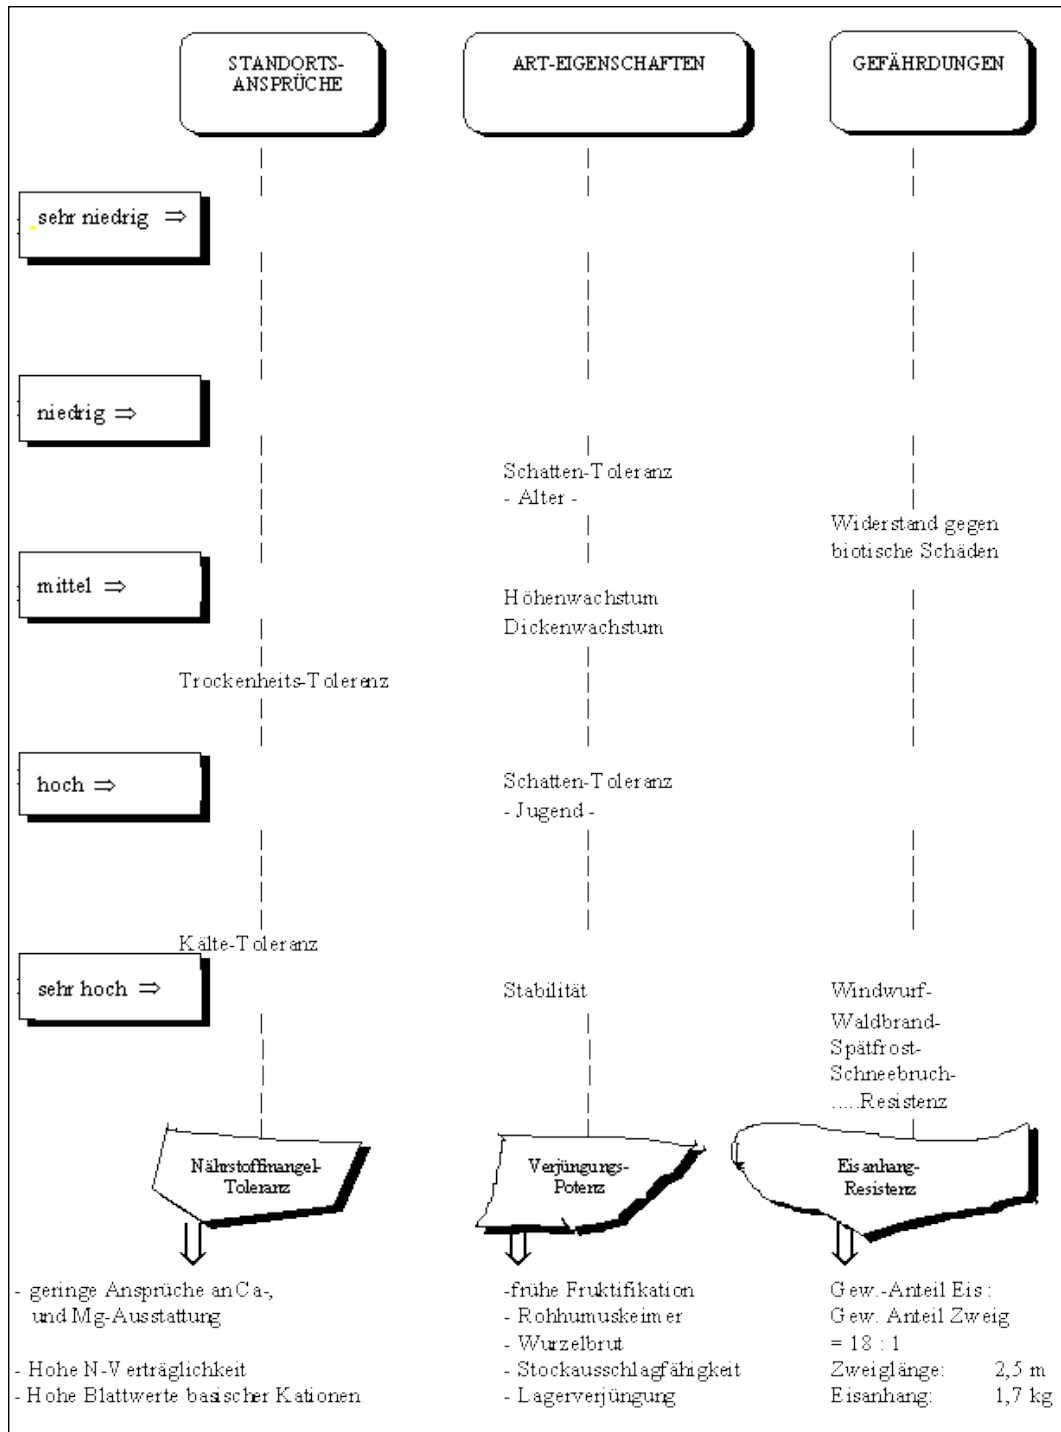 STANDORTS-
ANSPRÜCHE
ART-EIGENSCHAFTEN
GEFÄHRDUNGEN
sehr niedrig ⇒
niedrig ⇒
Schatten-Toleranz
- Alter -
Widerstand gegen
biotische Schäden
mittel ⇒
Höhenwachstum
Dickenwachstum
Trockenheits-Toleranz
hoch ⇒
Schatten-Toleranz
- Jugend -
Kälte-Toleranz
sehr hoch ⇒
Stabilität
Windwurf-
Waldbrand-
Spätfrost-
Schneebruch-
.....Resistenz
Nährstoffmangel-
Toleranz
Verjüngungs-
Potenz
Eisanhang-
Resistenz
- geringe Ansprüche an Ca-,
und Mg-Ausstattung
- Hohe N-Verträglichkeit
- Hohe Blattwerte basischer Kationen
-frühe Fruktifikation
- Rohhumuskeimer
- Wurzelbrut
- Stockausschlagfähigkeit
- Lagerverjüngung
Gew.-Anteil Eis :
Gew. Anteil Zweig
= 18 : 1
Zweiglänge: 2,5 m
Eisanhang: 1,7 kg